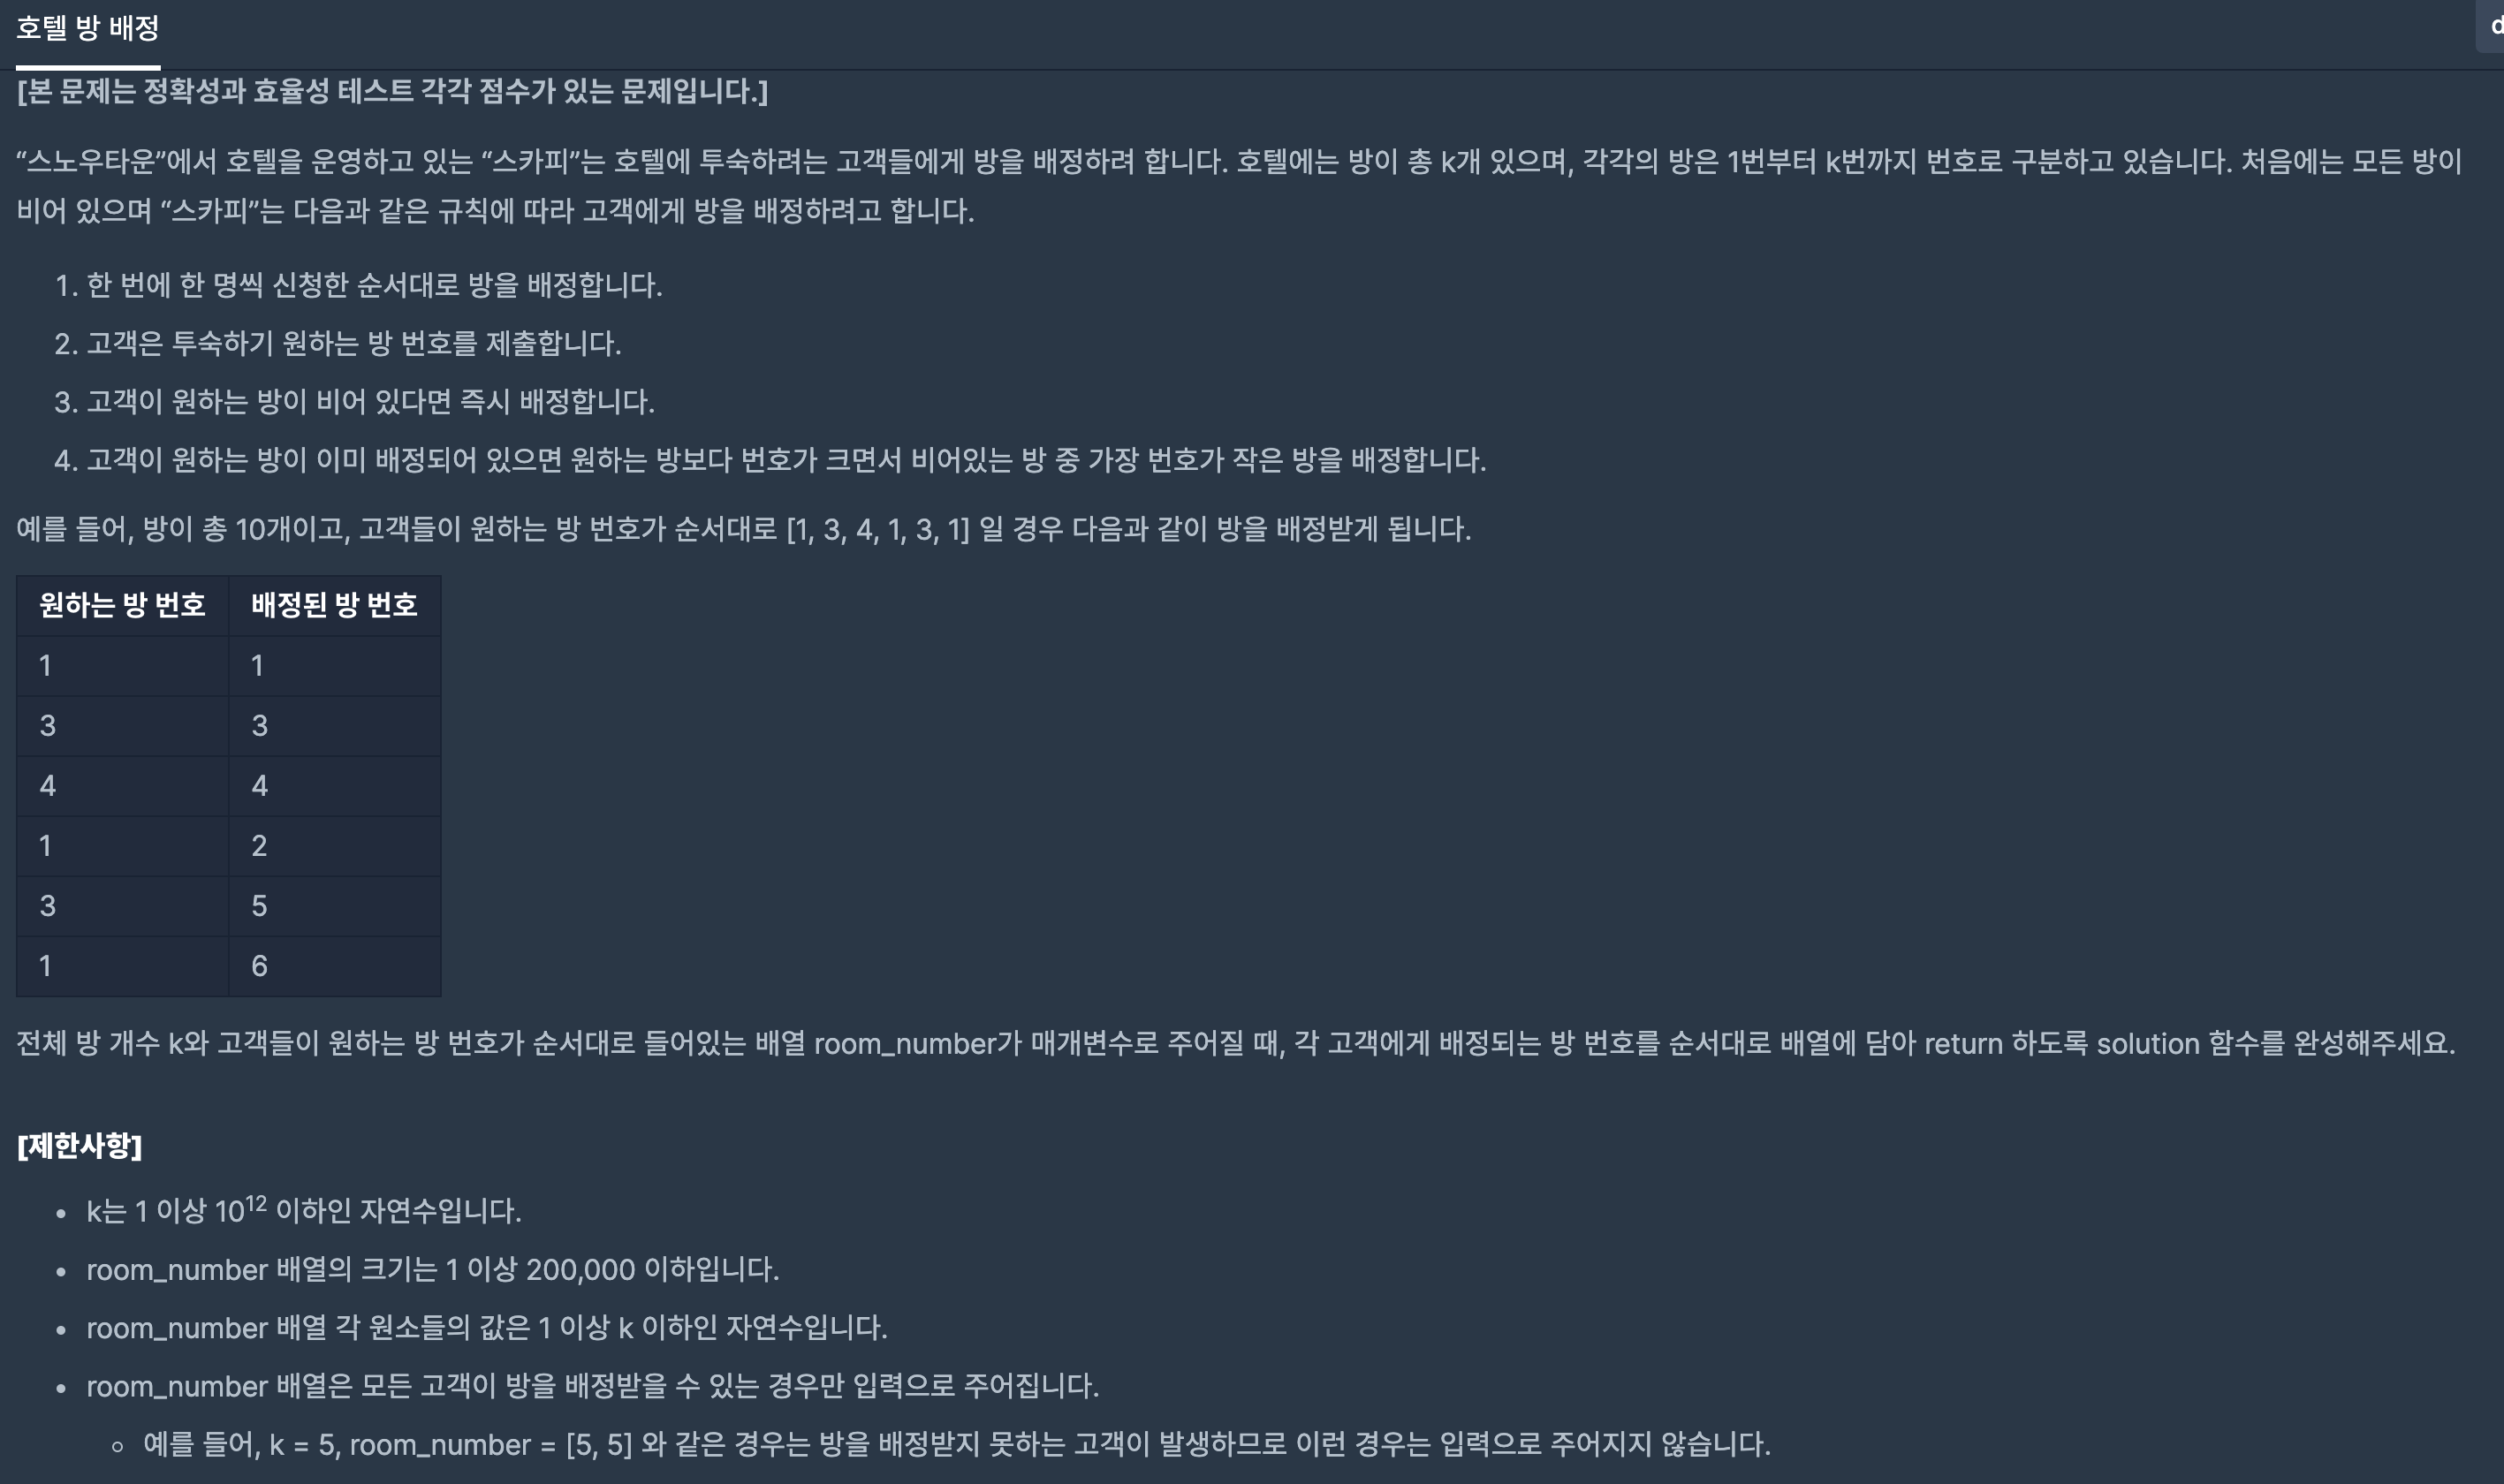 호텔 방 배정
[본 문제는 정확성과 효율성 테스트 각각 점수가 있는 문제입니다.]
“스노우타운”에서 호텔을 운영하고 있는 “스카피”는 호텔에 투숙하려는 고객들에게 방을 배정하려 합니다. 호텔에는 방이 총 k개 있으며, 각각의 방은 1번부터 k번까지 번호로 구분하고 있습니다. 처음에는 모든 방이
비어 있으며 “스카피”는 다음과 같은 규칙에 따라 고객에게 방을 배정하려고 합니다.
1. 한 번에 한 명씩 신청한 순서대로 방을 배정합니다.
2. 고객은 투숙하기 원하는 방 번호를 제출합니다.
3. 고객이 원하는 방이 비어 있다면 즉시 배정합니다.
4. 고객이 원하는 방이 이미 배정되어 있으면 원하는 방보다 번호가 크면서 비어있는 방 중 가장 번호가 작은 방을 배정합니다.
예를 들어, 방이 총 10개이고, 고객들이 원하는 방 번호가 순서대로 [1, 3, 4, 1, 3, 1] 일 경우 다음과 같이 방을 배정받게 됩니다.
원하는 방 번호 배정된 방 번호
1 1
3 3
4 4
1 2
3 5
1 6
전체 방 개수 k와 고객들이 원하는 방 번호가 순서대로 들어있는 배열 room_number가 매개변수로 주어질 때, 각 고객에게 배정되는 방 번호를 순서대로 배열에 담아 return 하도록 solution 함수를 완성해주세요.
[제한사항]
• k는 1 이상 10¹² 이하인 자연수입니다.
• room_number 배열의 크기는 1 이상 200,000 이하입니다.
• room_number 배열 각 원소들의 값은 1 이상 k 이하인 자연수입니다.
• room_number 배열은 모든 고객이 방을 배정받을 수 있는 경우만 입력으로 주어집니다.
◦ 예를 들어, k = 5, room_number = [5, 5] 와 같은 경우는 방을 배정받지 못하는 고객이 발생하므로 이런 경우는 입력으로 주어지지 않습니다.